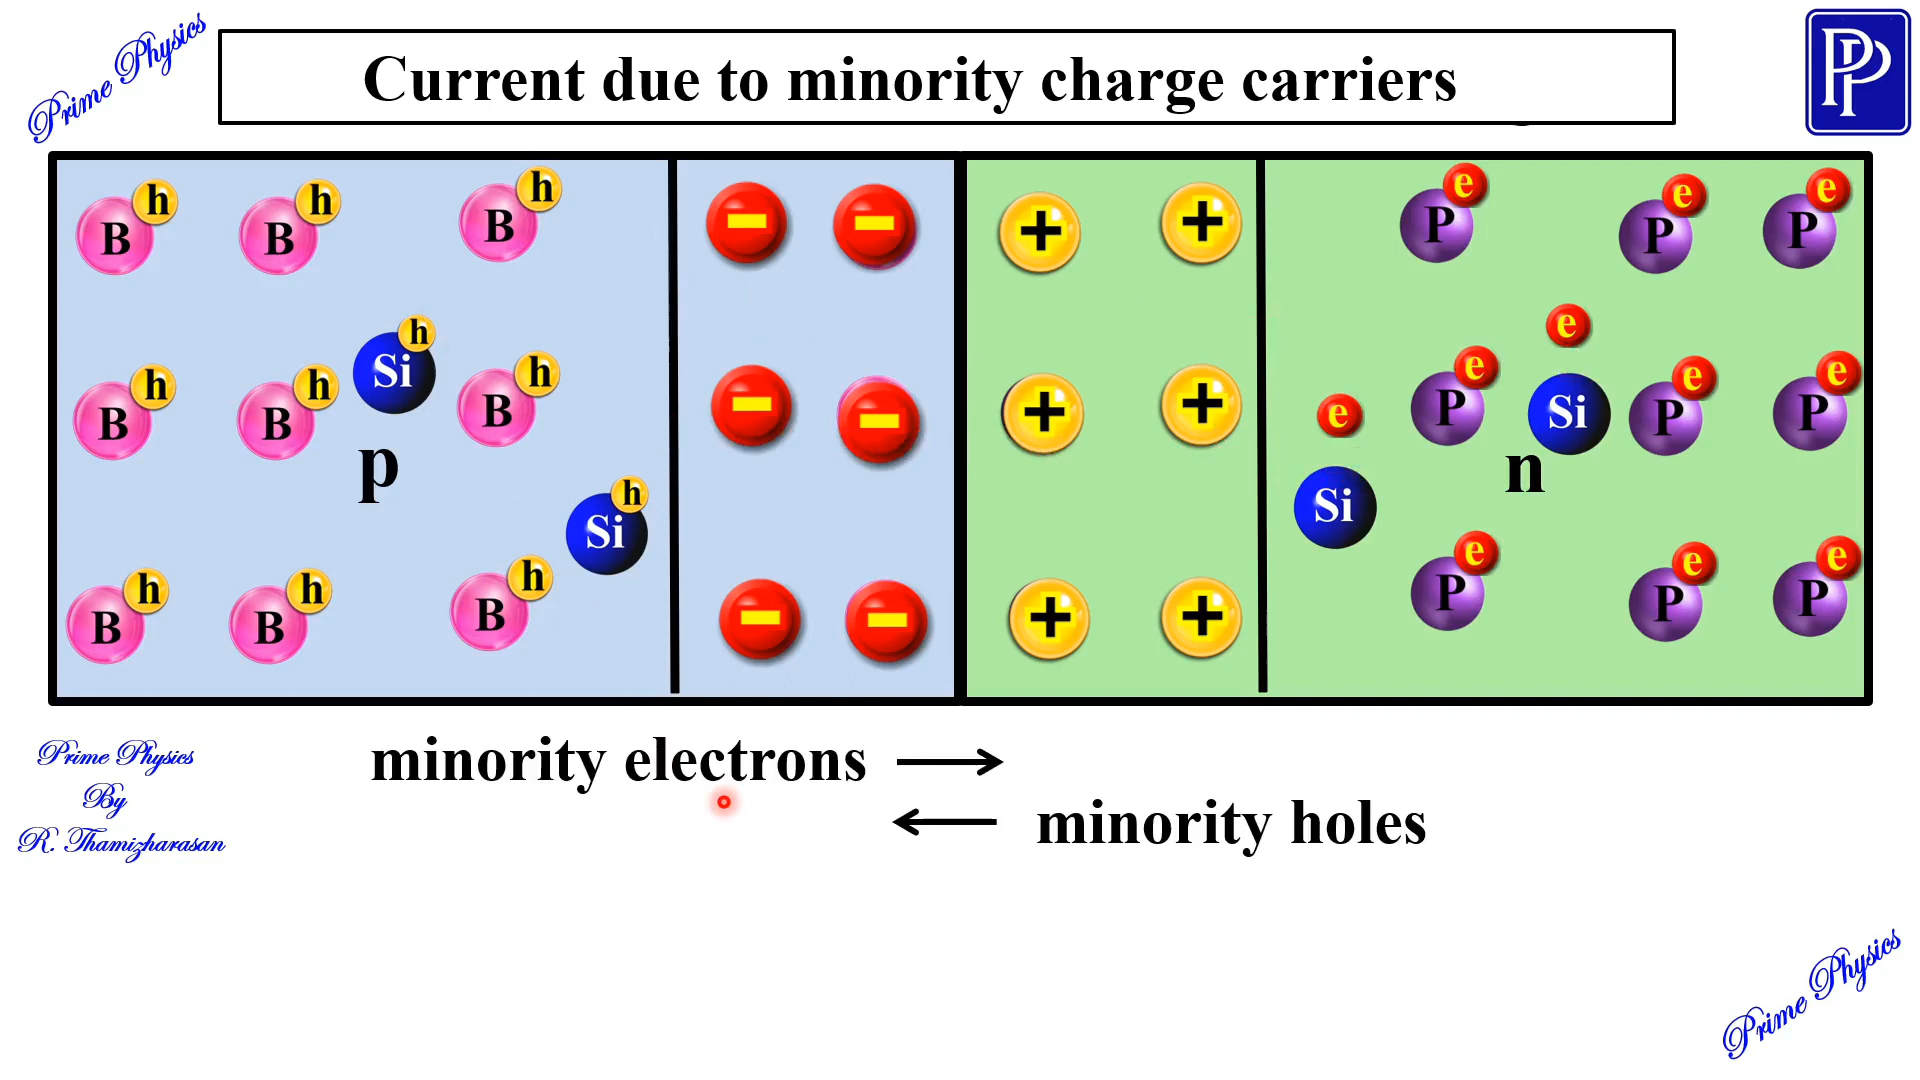 Prime Physics
Current due to minority charge carriers
PP
h h h e e e
B B B − − + + P P P
h e
Si
h h h e e e e
B B B − − + + P Si P P
p e n
h
Si Si
h h h e e e
B B B − − + + P P P
minority electrons →
← minority holes
Prime Physics
By
R. Thamizharasan
Prime Physics